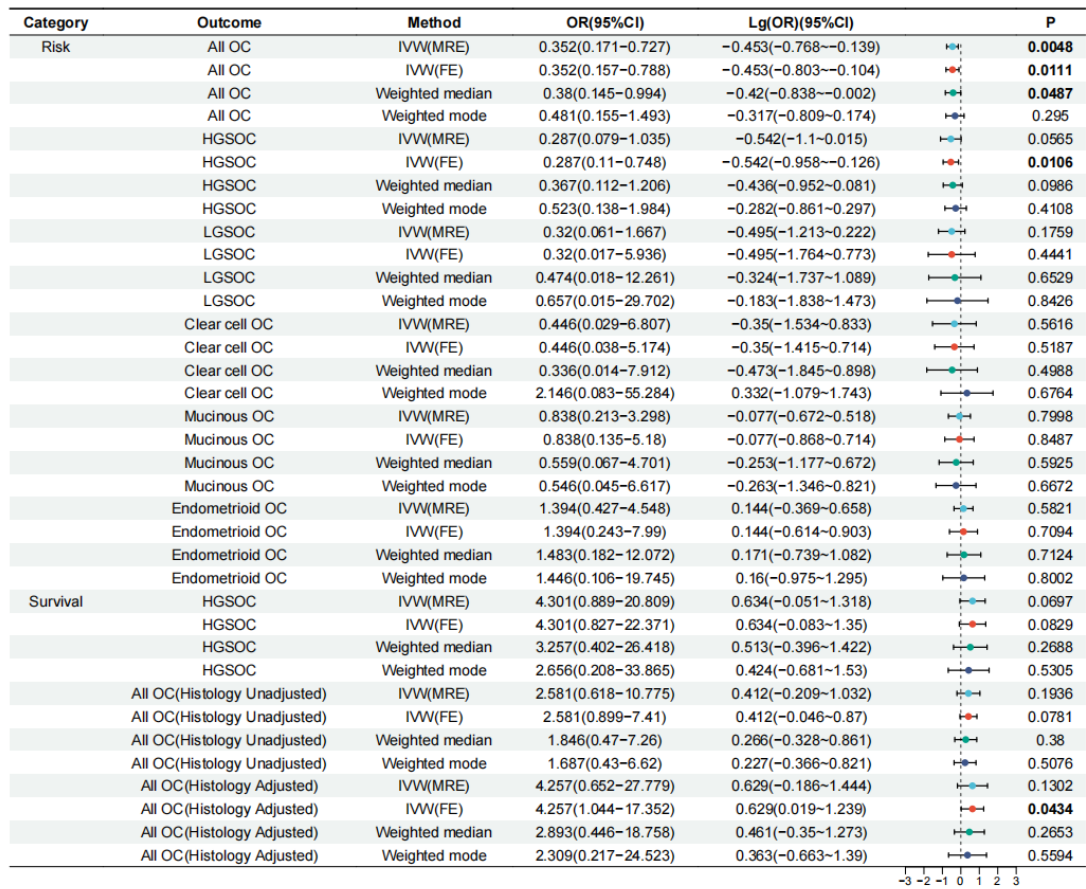 Category Outcome Method OR(95%CI) Lg(OR)(95%CI) P
Risk All OC IVW(MRE) 0.352(0.171−0.727) −0.453(−0.768~−0.139) 0.0048
All OC IVW(FE) 0.352(0.157−0.788) −0.453(−0.803~−0.104) 0.0111
All OC Weighted median 0.38(0.145−0.994) −0.42(−0.838~−0.002) 0.0487
All OC Weighted mode 0.481(0.155−1.493) −0.317(−0.809~0.174) 0.295
HGSOC IVW(MRE) 0.287(0.079−1.035) −0.542(−1.1~0.015) 0.0565
HGSOC IVW(FE) 0.287(0.11−0.748) −0.542(−0.958~−0.126) 0.0106
HGSOC Weighted median 0.367(0.112−1.206) −0.436(−0.952~0.081) 0.0986
HGSOC Weighted mode 0.523(0.138−1.984) −0.282(−0.861~0.297) 0.4108
LGSOC IVW(MRE) 0.32(0.061−1.667) −0.495(−1.213~0.222) 0.1759
LGSOC IVW(FE) 0.32(0.017−5.936) −0.495(−1.764~0.773) 0.4441
LGSOC Weighted median 0.474(0.018−12.261) −0.324(−1.737~1.089) 0.6529
LGSOC Weighted mode 0.657(0.015−29.702) −0.183(−1.838~1.473) 0.8426
Clear cell OC IVW(MRE) 0.446(0.029−6.807) −0.35(−1.534~0.833) 0.5616
Clear cell OC IVW(FE) 0.446(0.038−5.174) −0.35(−1.415~0.714) 0.5187
Clear cell OC Weighted median 0.336(0.014−7.912) −0.473(−1.845~0.898) 0.4988
Clear cell OC Weighted mode 2.146(0.083−55.284) 0.332(−1.079~1.743) 0.6764
Mucinous OC IVW(MRE) 0.838(0.213−3.298) −0.077(−0.672~0.518) 0.7998
Mucinous OC IVW(FE) 0.838(0.135−5.18) −0.077(−0.868~0.714) 0.8487
Mucinous OC Weighted median 0.559(0.067−4.701) −0.253(−1.177~0.672) 0.5925
Mucinous OC Weighted mode 0.546(0.045−6.617) −0.263(−1.346~0.821) 0.6672
Endometrioid OC IVW(MRE) 1.394(0.427−4.548) 0.144(−0.369~0.658) 0.5821
Endometrioid OC IVW(FE) 1.394(0.243−7.99) 0.144(−0.614~0.903) 0.7094
Endometrioid OC Weighted median 1.483(0.182−12.072) 0.171(−0.739~1.082) 0.7124
Endometrioid OC Weighted mode 1.446(0.106−19.745) 0.16(−0.975~1.295) 0.8002
Survival HGSOC IVW(MRE) 4.301(0.889−20.809) 0.634(−0.051~1.318) 0.0697
HGSOC IVW(FE) 4.301(0.827−22.371) 0.634(−0.083~1.35) 0.0829
HGSOC Weighted median 3.257(0.402−26.418) 0.513(−0.396~1.422) 0.2688
HGSOC Weighted mode 2.656(0.208−33.865) 0.424(−0.681~1.53) 0.5305
All OC(Histology Unadjusted) IVW(MRE) 2.581(0.618−10.775) 0.412(−0.209~1.032) 0.1936
All OC(Histology Unadjusted) IVW(FE) 2.581(0.899−7.41) 0.412(−0.046~0.87) 0.0781
All OC(Histology Unadjusted) Weighted median 1.846(0.47−7.26) 0.266(−0.328~0.861) 0.38
All OC(Histology Unadjusted) Weighted mode 1.687(0.43−6.62) 0.227(−0.366~0.821) 0.5076
All OC(Histology Adjusted) IVW(MRE) 4.257(0.652−27.779) 0.629(−0.186~1.444) 0.1302
All OC(Histology Adjusted) IVW(FE) 4.257(1.044−17.352) 0.629(0.019~1.239) 0.0434
All OC(Histology Adjusted) Weighted median 2.893(0.446−18.758) 0.461(−0.35~1.273) 0.2653
All OC(Histology Adjusted) Weighted mode 2.309(0.217−24.523) 0.363(−0.663~1.39) 0.5594
−3 −2 −1 0 1 2 3